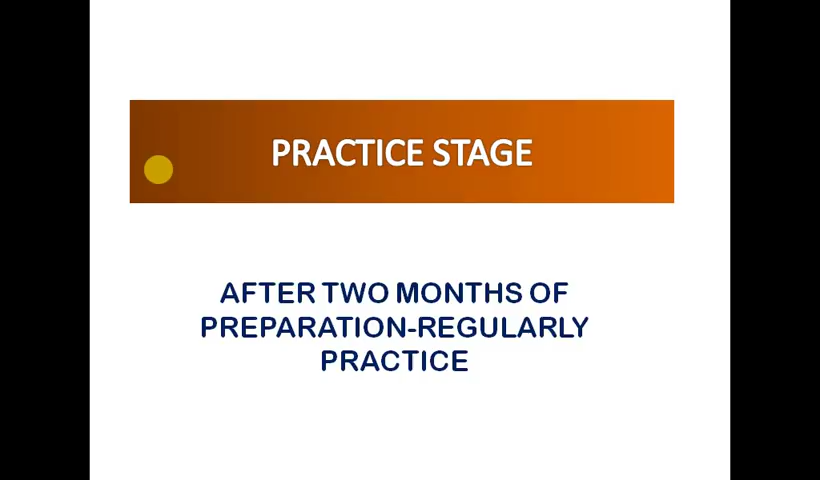 PRACTICE STAGE
AFTER TWO MONTHS OF
PREPARATION-REGULARLY
PRACTICE